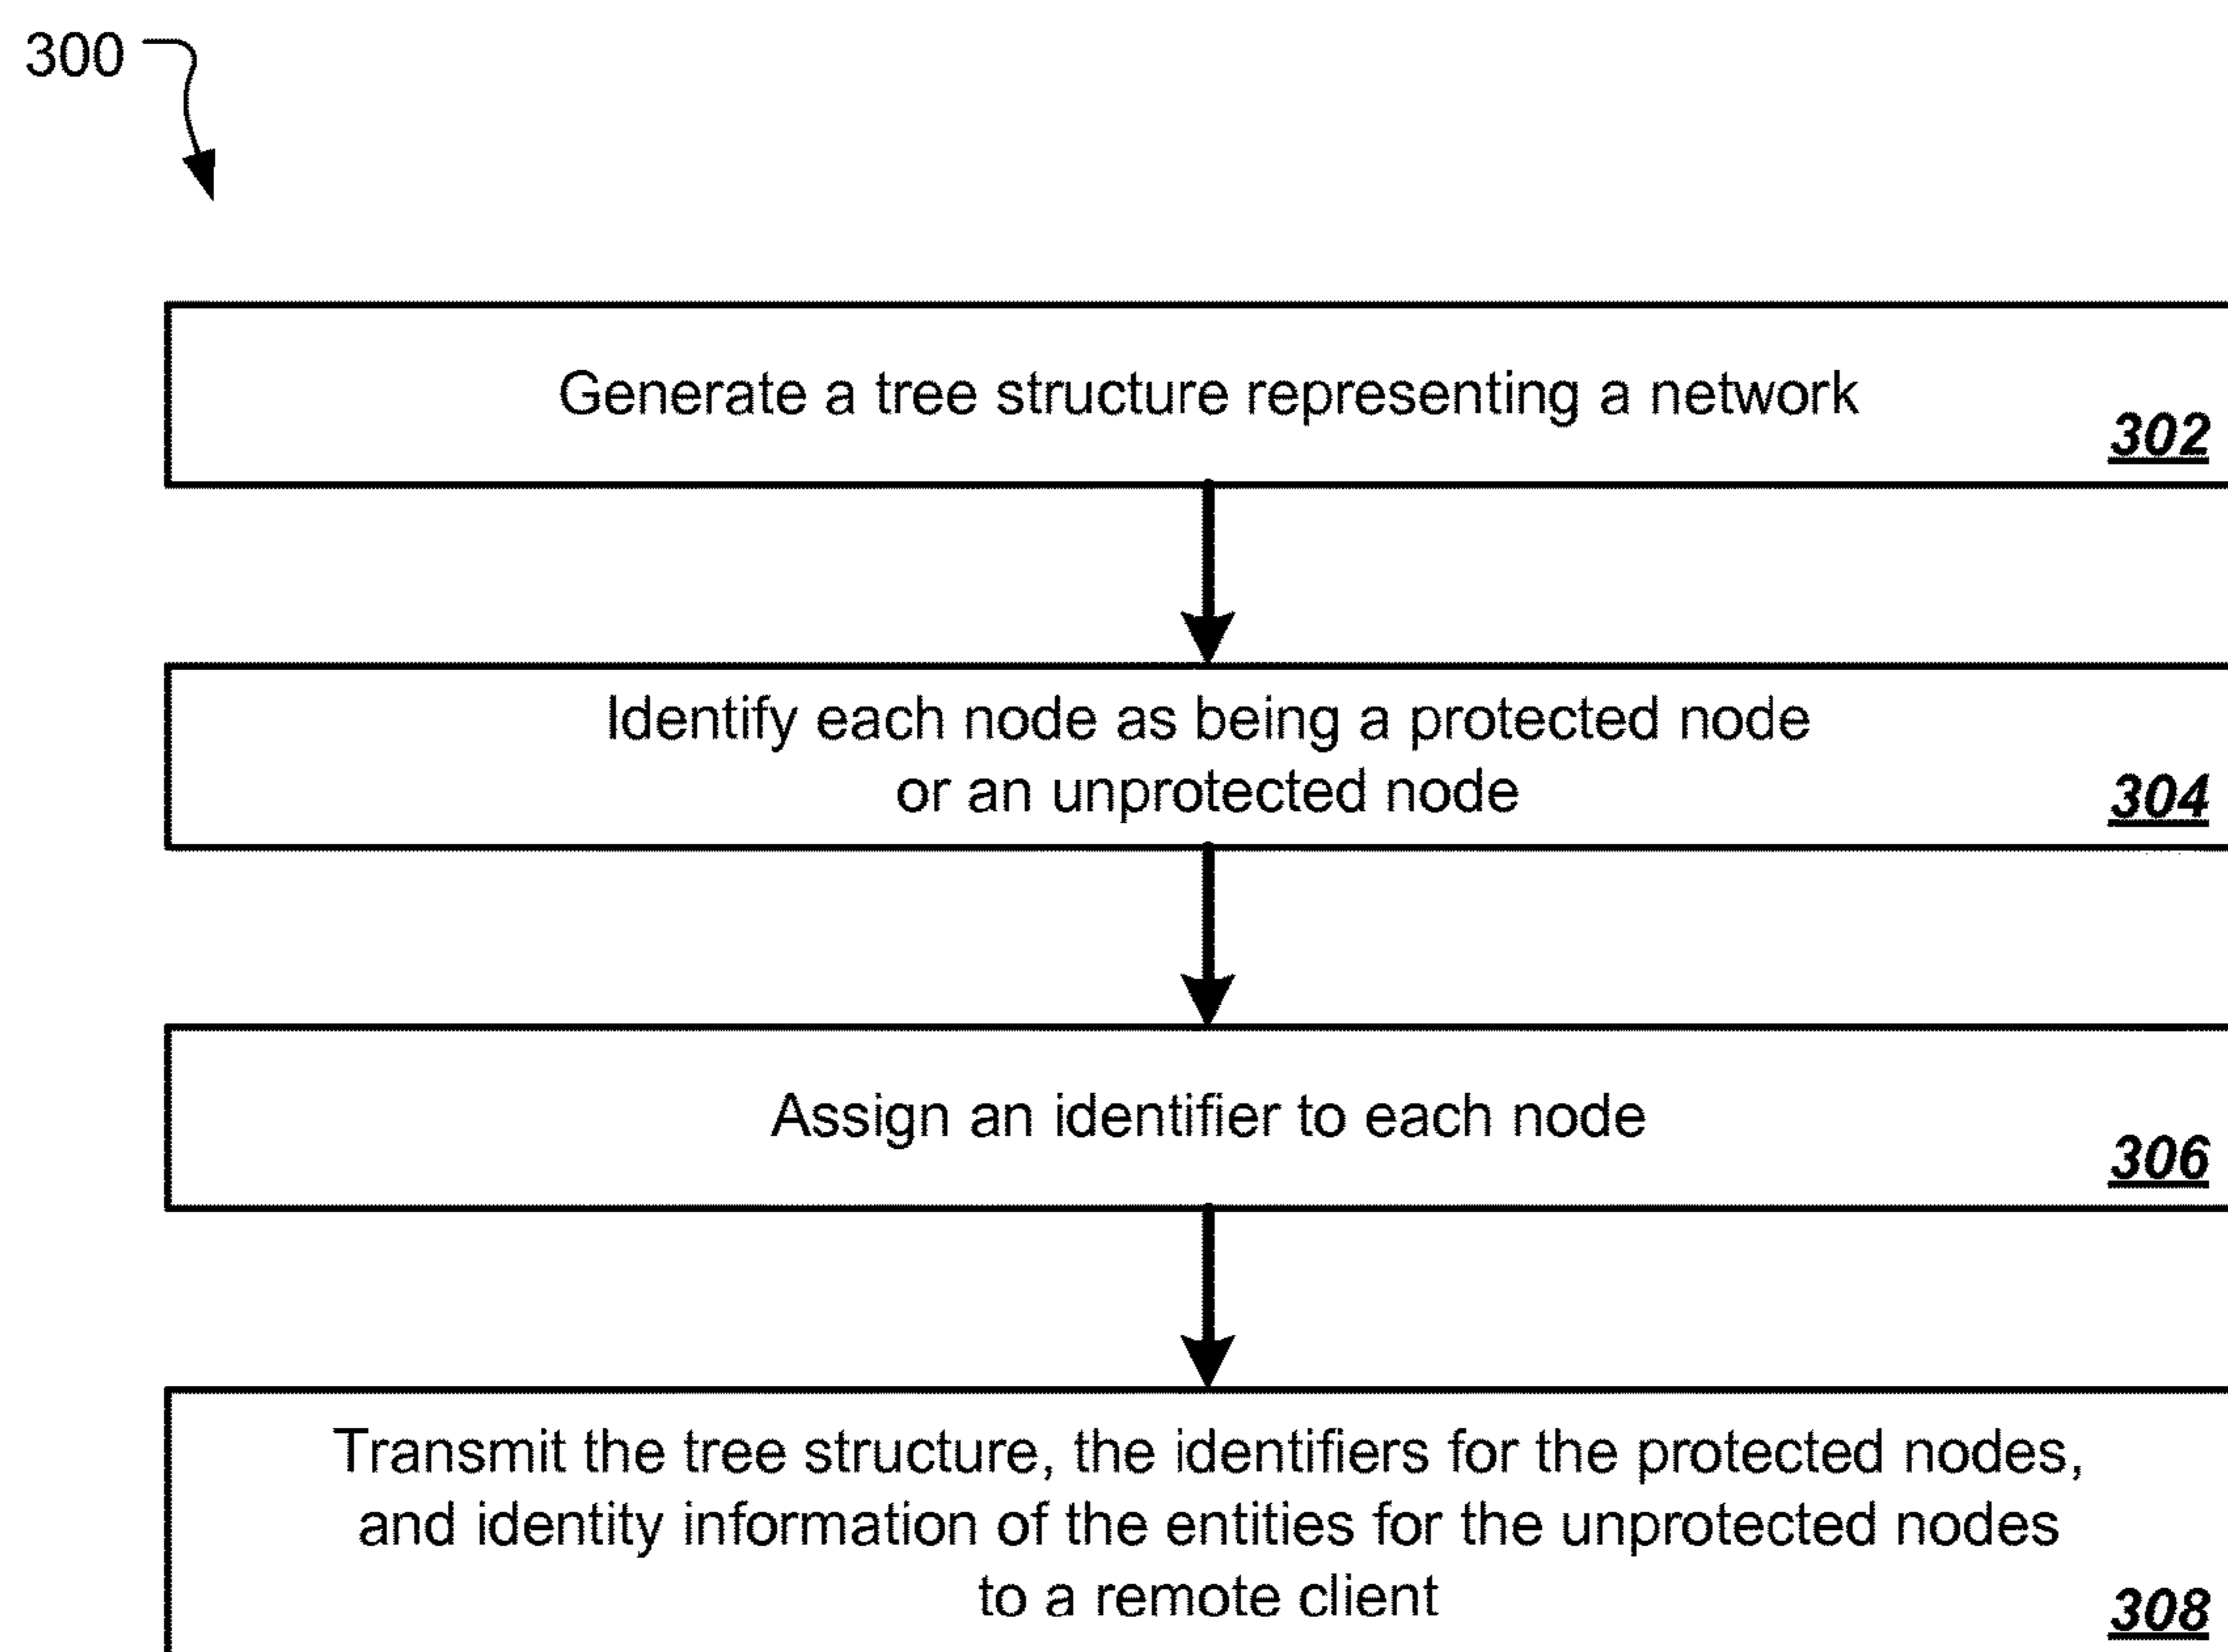 300
Generate a tree structure representing a network
302
Identify each node as being a protected node
or an unprotected node
304
Assign an identifier to each node
306
Transmit the tree structure, the identifiers for the protected nodes,
and identity information of the entities for the unprotected nodes
to a remote client
308